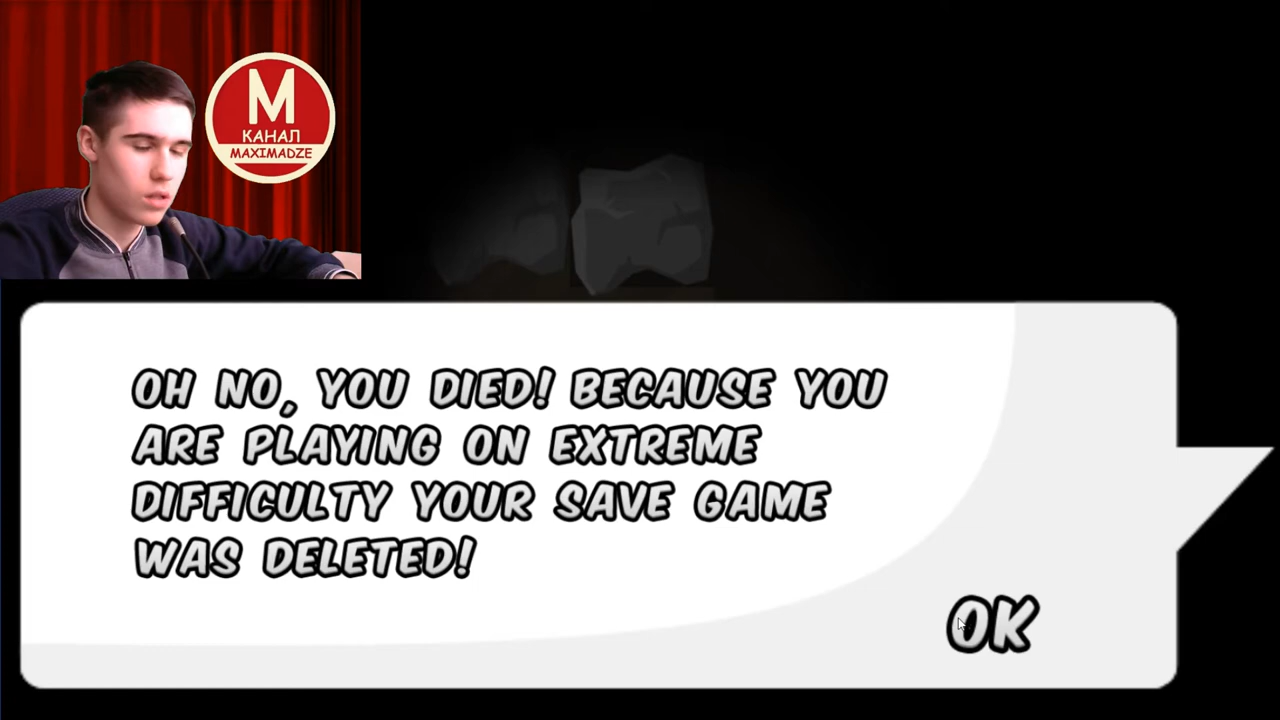 М
КАНАЛ
MAXIMADZE
OH NO, YOU DIED! BECAUSE YOU
ARE PLAYING ON EXTREME
DIFFICULTY YOUR SAVE GAME
WAS DELETED!
OK